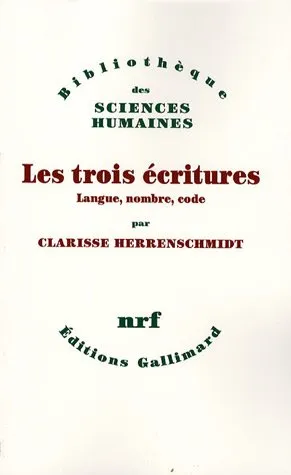 Bibliothèque
des
SCIENCES
HUMAINES
Les trois écritures
Langue, nombre, code
par
CLARISSE HERRENSCHMIDT
nrf
Éditions Gallimard